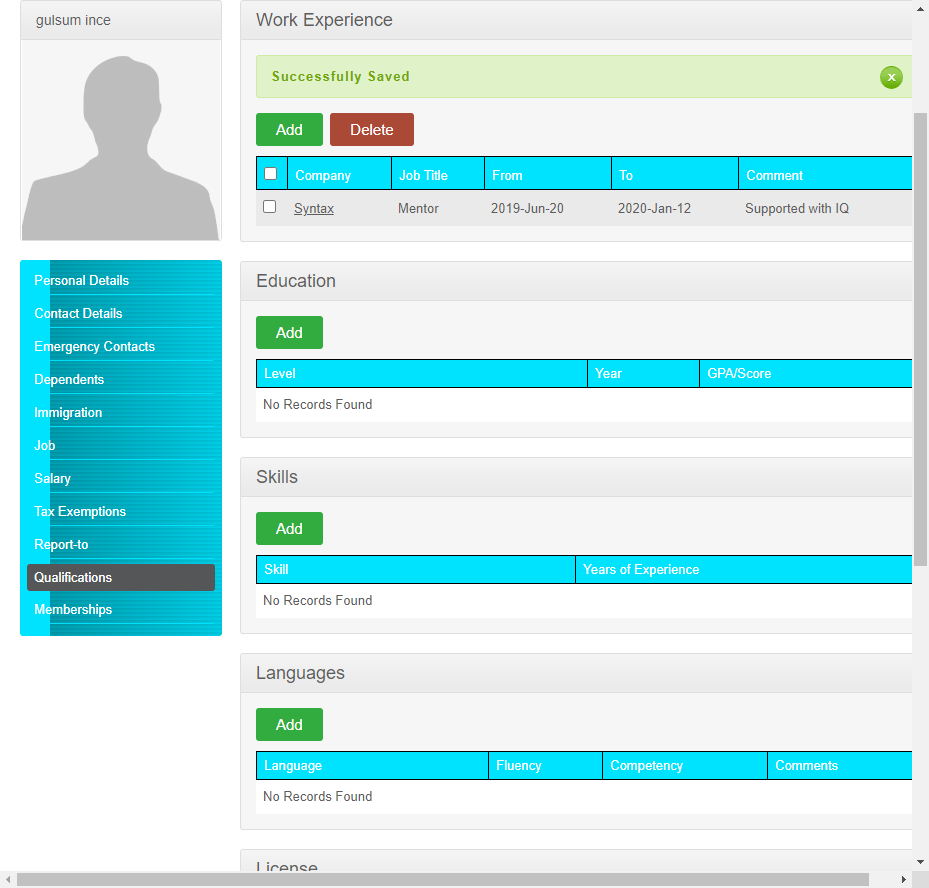 gulsum ince
Personal Details
Contact Details
Emergency Contacts
Dependents
Immigration
Job
Salary
Tax Exemptions
Report-to
Qualifications
Memberships
Work Experience
Successfully Saved
x
Add Delete
Company Job Title From To Comment
Syntax Mentor 2019-Jun-20 2020-Jan-12 Supported with IQ
Education
Add
Level Year GPA/Score
No Records Found
Skills
Add
Skill Years of Experience
No Records Found
Languages
Add
Language Fluency Competency Comments
No Records Found
License